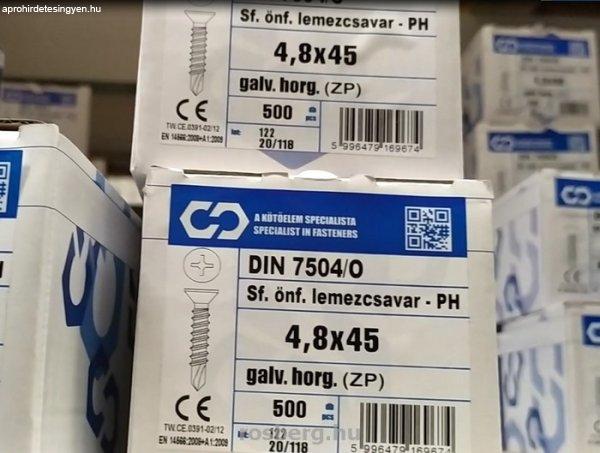 aprohirdetesingyen.hu
Sf. önf. lemezcsavar - PH
4,8x45
galv. horg. (ZP)
CE
500 db pcs
TW.CE.0391-02/12
EN 14566:2008+A1:2009
lot: 122
20/118
5 996479 169674
A KÖTŐELEM SPECIALISTA
SPECIALIST IN FASTENERS
DIN 7504/O
Sf. önf. lemezcsavar - PH
4,8x45
galv. horg. (ZP)
CE
500 db pcs
TW.CE.0391-02/12
EN 14566:2008+A1:2009
lot: 122
20/118
5 996479 169674
rosberg.hu